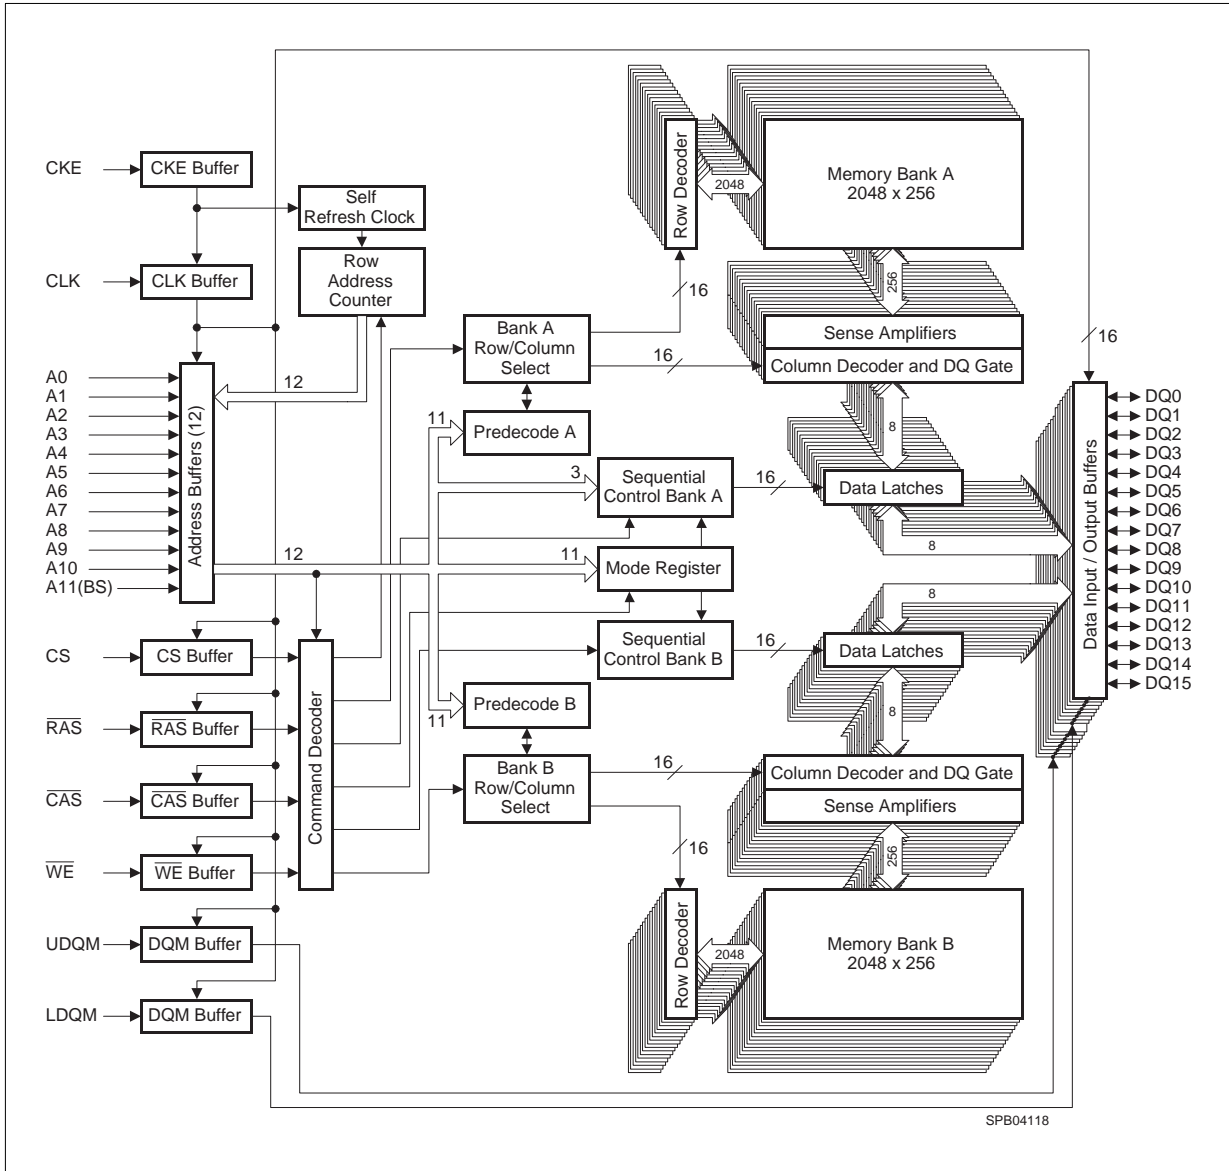 CKE
CKE Buffer
Self
Refresh Clock
Row
Address
Counter
CLK
CLK Buffer
12
A0
A1
A2
A3
A4
A5
A6
A7
A8
A9
A10
A11(BS)
Address Buffers (12)
12
CS
CS Buffer
RAS
RAS Buffer
CAS
CAS Buffer
WE
WE Buffer
UDQM
DQM Buffer
LDQM
DQM Buffer
Command Decoder
Bank A
Row/Column
Select
16
16
11
Predecode A
3
Sequential
Control Bank A
16
11
Mode Register
Sequential
Control Bank B
16
11
Predecode B
Bank B
Row/Column
Select
16
16
Row Decoder
2048
Memory Bank A
2048 x 256
256
Sense Amplifiers
Column Decoder and DQ Gate
8
Data Latches
8
8
Data Latches
8
Column Decoder and DQ Gate
Sense Amplifiers
256
Row Decoder
2048
Memory Bank B
2048 x 256
16
Data Input / Output Buffers
DQ0
DQ1
DQ2
DQ3
DQ4
DQ5
DQ6
DQ7
DQ8
DQ9
DQ10
DQ11
DQ12
DQ13
DQ14
DQ15
SPB04118